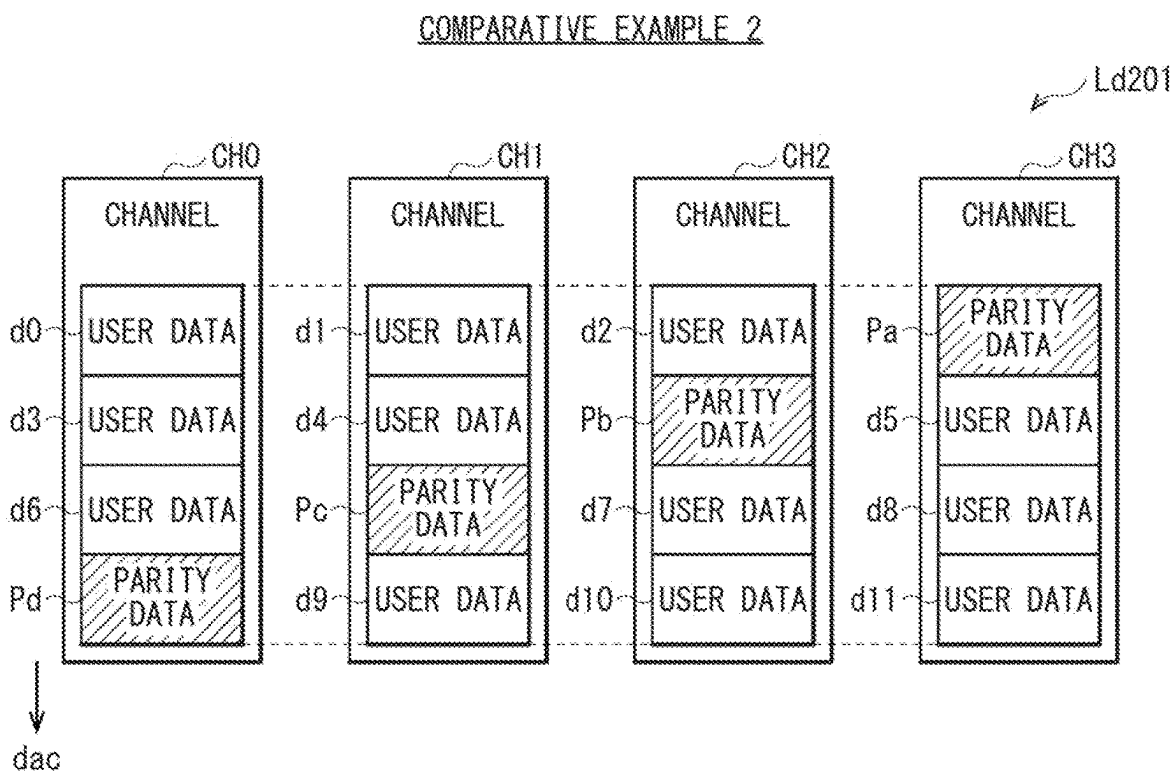 COMPARATIVE EXAMPLE 2
Ld201
CH0 CH1 CH2 CH3
CHANNEL CHANNEL CHANNEL CHANNEL
d0 USER DATA d1 USER DATA d2 USER DATA Pa PARITY DATA
d3 USER DATA d4 USER DATA Pb PARITY DATA d5 USER DATA
d6 USER DATA Pc PARITY DATA d7 USER DATA d8 USER DATA
Pd PARITY DATA d9 USER DATA d10 USER DATA d11 USER DATA
dac